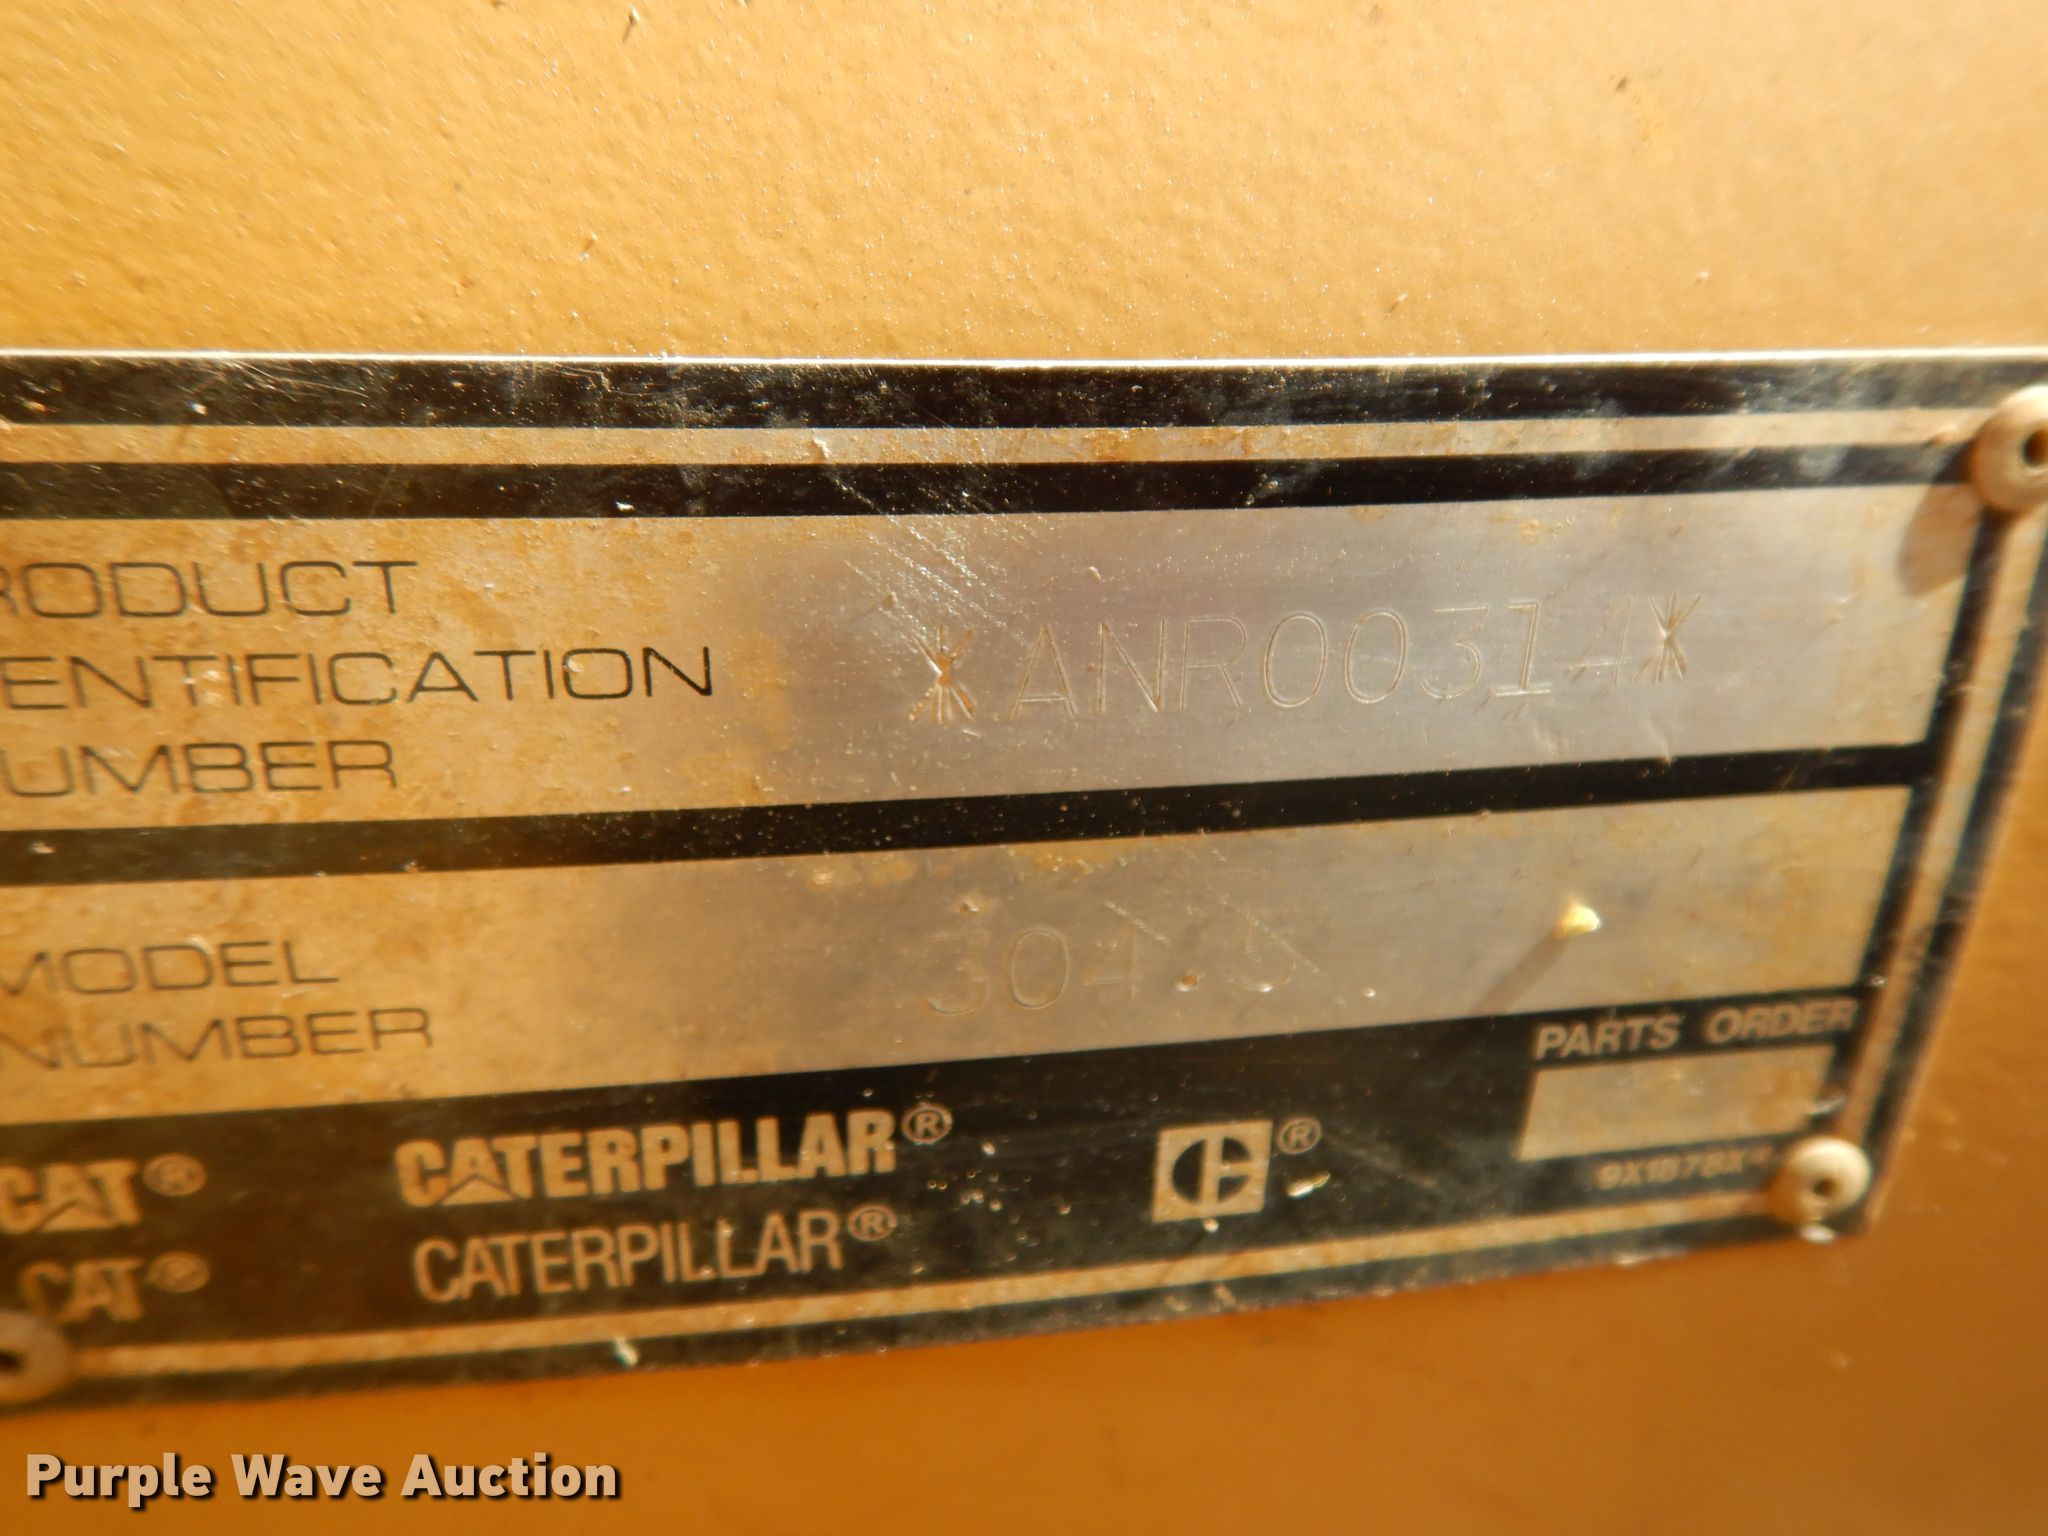 RODUCT
ENTIFICATION
UMBER
*ANR00314*
MODEL
NUMBER
304.5
PARTS ORDER
CAT® CATERPILLAR® ®
CAT® CATERPILLAR®
Purple Wave Auction